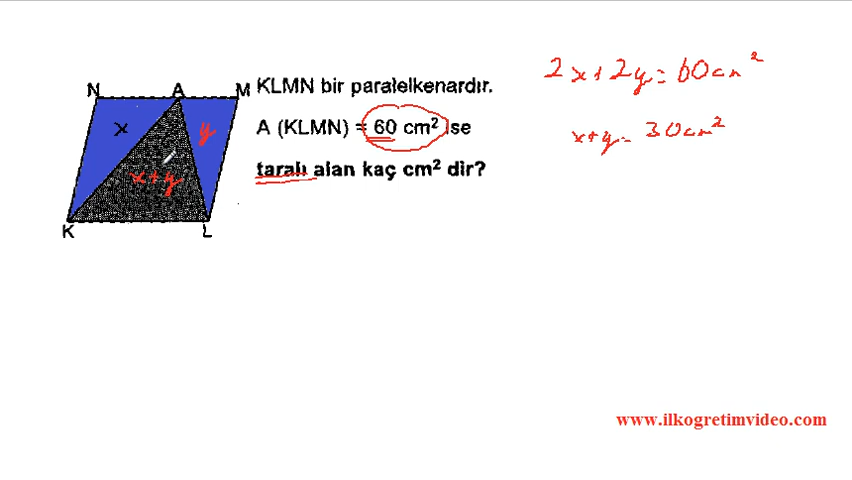 N A M
KLMN bir paralelkenardır.
A (KLMN) = 60 cm² ise
taralı alan kaç cm² dir?
x y
x+y
K L
2x+2y=60cm²
x+y=30cm²
www.ilkogretimvideo.com